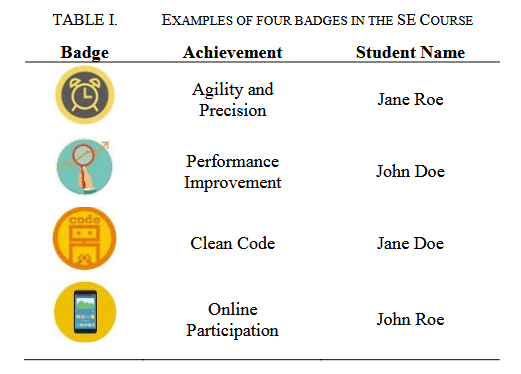 TABLE I. EXAMPLES OF FOUR BADGES IN THE SE COURSE
Badge Achievement Student Name
Agility and
Precision
Jane Roe
Performance
Improvement
John Doe
code
Clean Code
Jane Doe
Online
Participation
John Roe